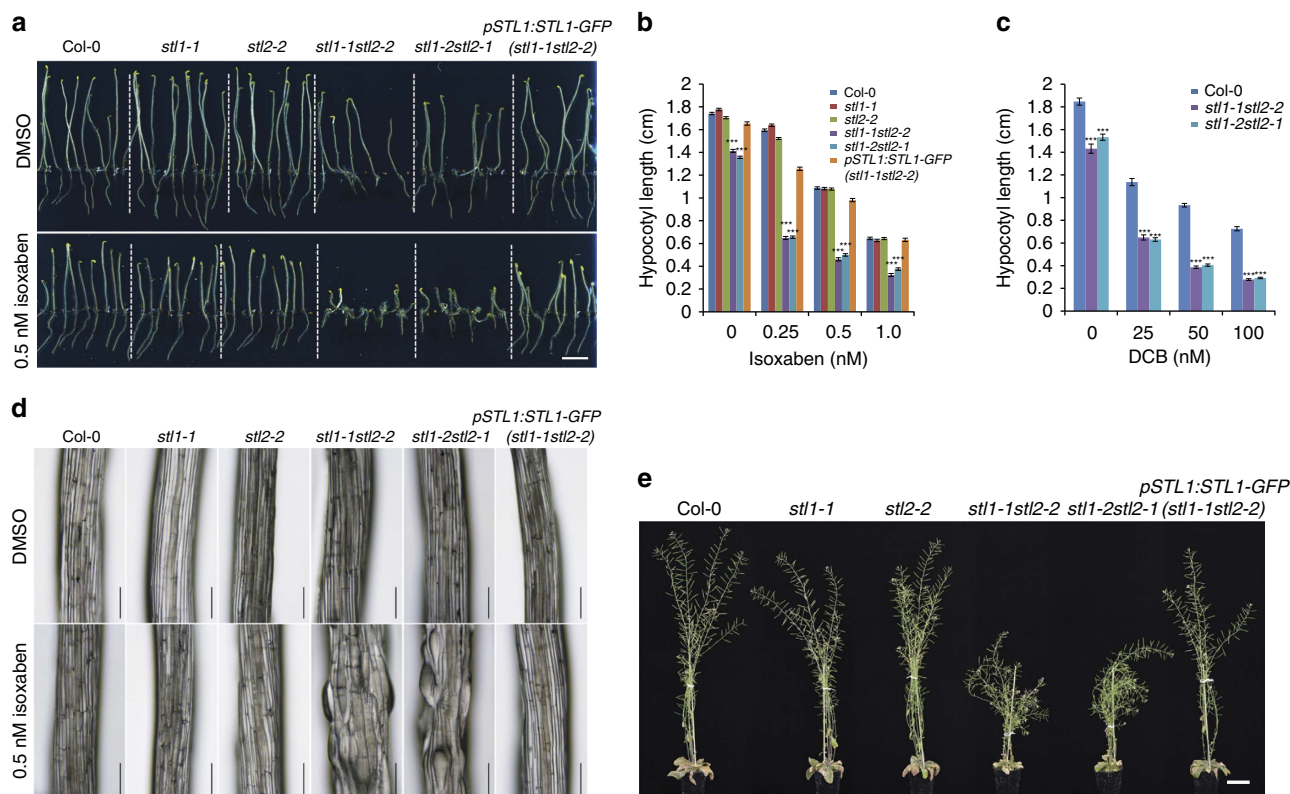 a
pSTL1:STL1-GFP
Col-0 stl1-1 stl2-2 stl1-1stl2-2 stl1-2stl2-1 (stl1-1stl2-2)
DMSO
0.5 nM isoxaben
b
Hypocotyl length (cm)
2
1.8
1.6
1.4
1.2
1
0.8
0.6
0.4
0.2
0
Col-0
stl1-1
stl2-2
stl1-1stl2-2
stl1-2stl2-1
pSTL1:STL1-GFP
(stl1-1stl2-2)
*** ***
*** ***
*** ***
*** ***
0 0.25 0.5 1.0
Isoxaben (nM)
c
Hypocotyl length (cm)
2
1.8
1.6
1.4
1.2
1
0.8
0.6
0.4
0.2
0
Col-0
stl1-1stl2-2
stl1-2stl2-1
*** ***
*** ***
*** ***
*** ***
0 25 50 100
DCB (nM)
d
pSTL1:STL1-GFP
Col-0 stl1-1 stl2-2 stl1-1stl2-2 stl1-2stl2-1 (stl1-1stl2-2)
DMSO
0.5 nM isoxaben
e
pSTL1:STL1-GFP
Col-0 stl1-1 stl2-2 stl1-1stl2-2 stl1-2stl2-1 (stl1-1stl2-2)